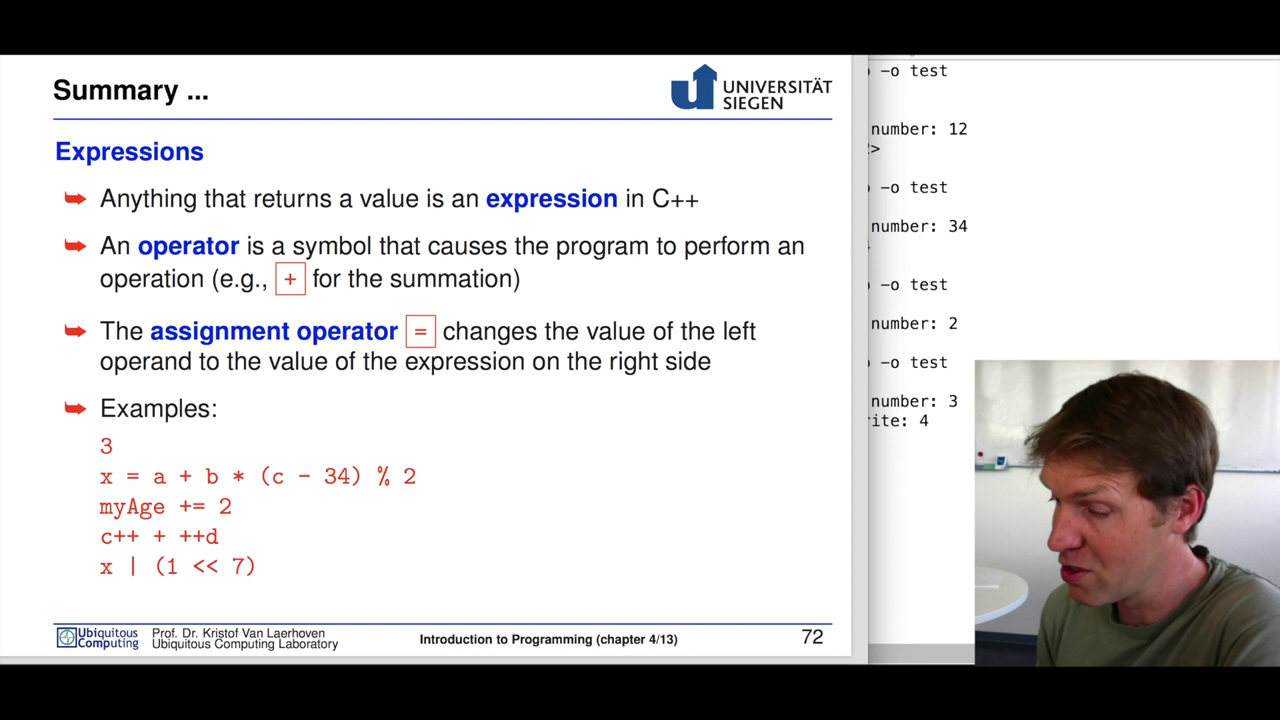 Summary ...
UNIVERSITÄT
SIEGEN
Expressions
Anything that returns a value is an expression in C++
An operator is a symbol that causes the program to perform an
operation (e.g., + for the summation)
The assignment operator = changes the value of the left
operand to the value of the expression on the right side
Examples:
3
x = a + b * (c - 34) % 2
myAge += 2
c++ + ++d
x | (1 << 7)
Ubiquitous
Computing
Prof. Dr. Kristof Van Laerhoven
Ubiquitous Computing Laboratory
Introduction to Programming (chapter 4/13)
72
-o test
number: 12
>
-o test
number: 34
-o test
number: 2
-o test
number: 3
rite: 4